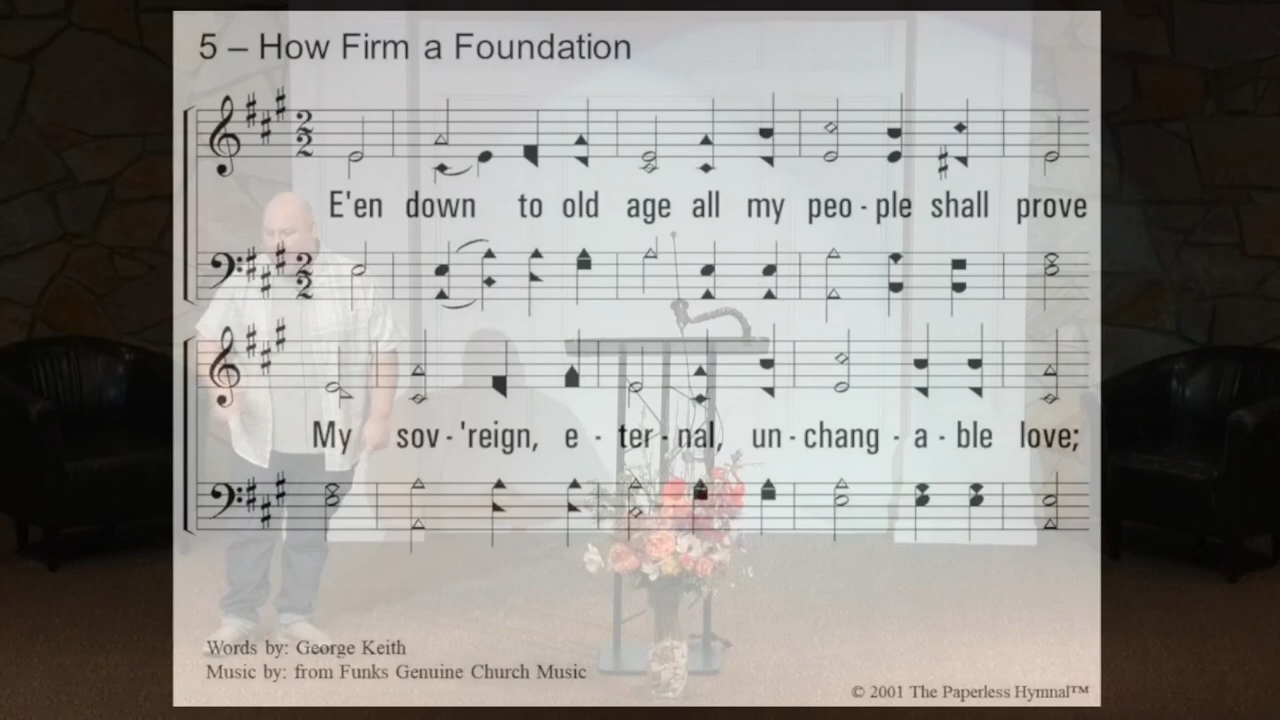 5 – How Firm a Foundation
E'en down to old age all my peo - ple shall prove
My sov - 'reign, e - ter - nal, un - chang - a - ble love;
Words by: George Keith
Music by: from Funks Genuine Church Music
© 2001 The Paperless Hymnal™